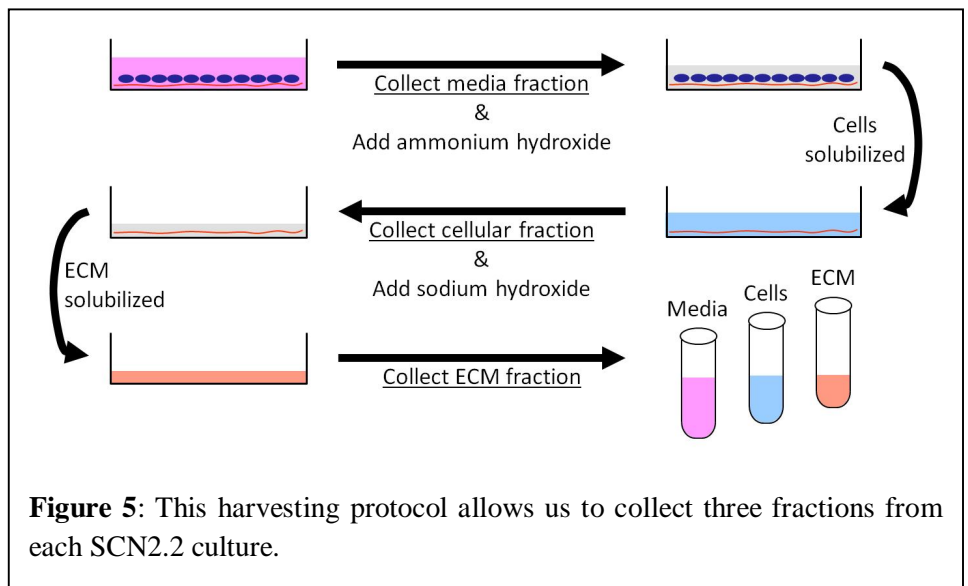 Collect media fraction
&
Add ammonium hydroxide
Cells
solubilized
Collect cellular fraction
&
Add sodium hydroxide
ECM
solubilized
Collect ECM fraction
Media
Cells
ECM
Figure 5: This harvesting protocol allows us to collect three fractions from
each SCN2.2 culture.